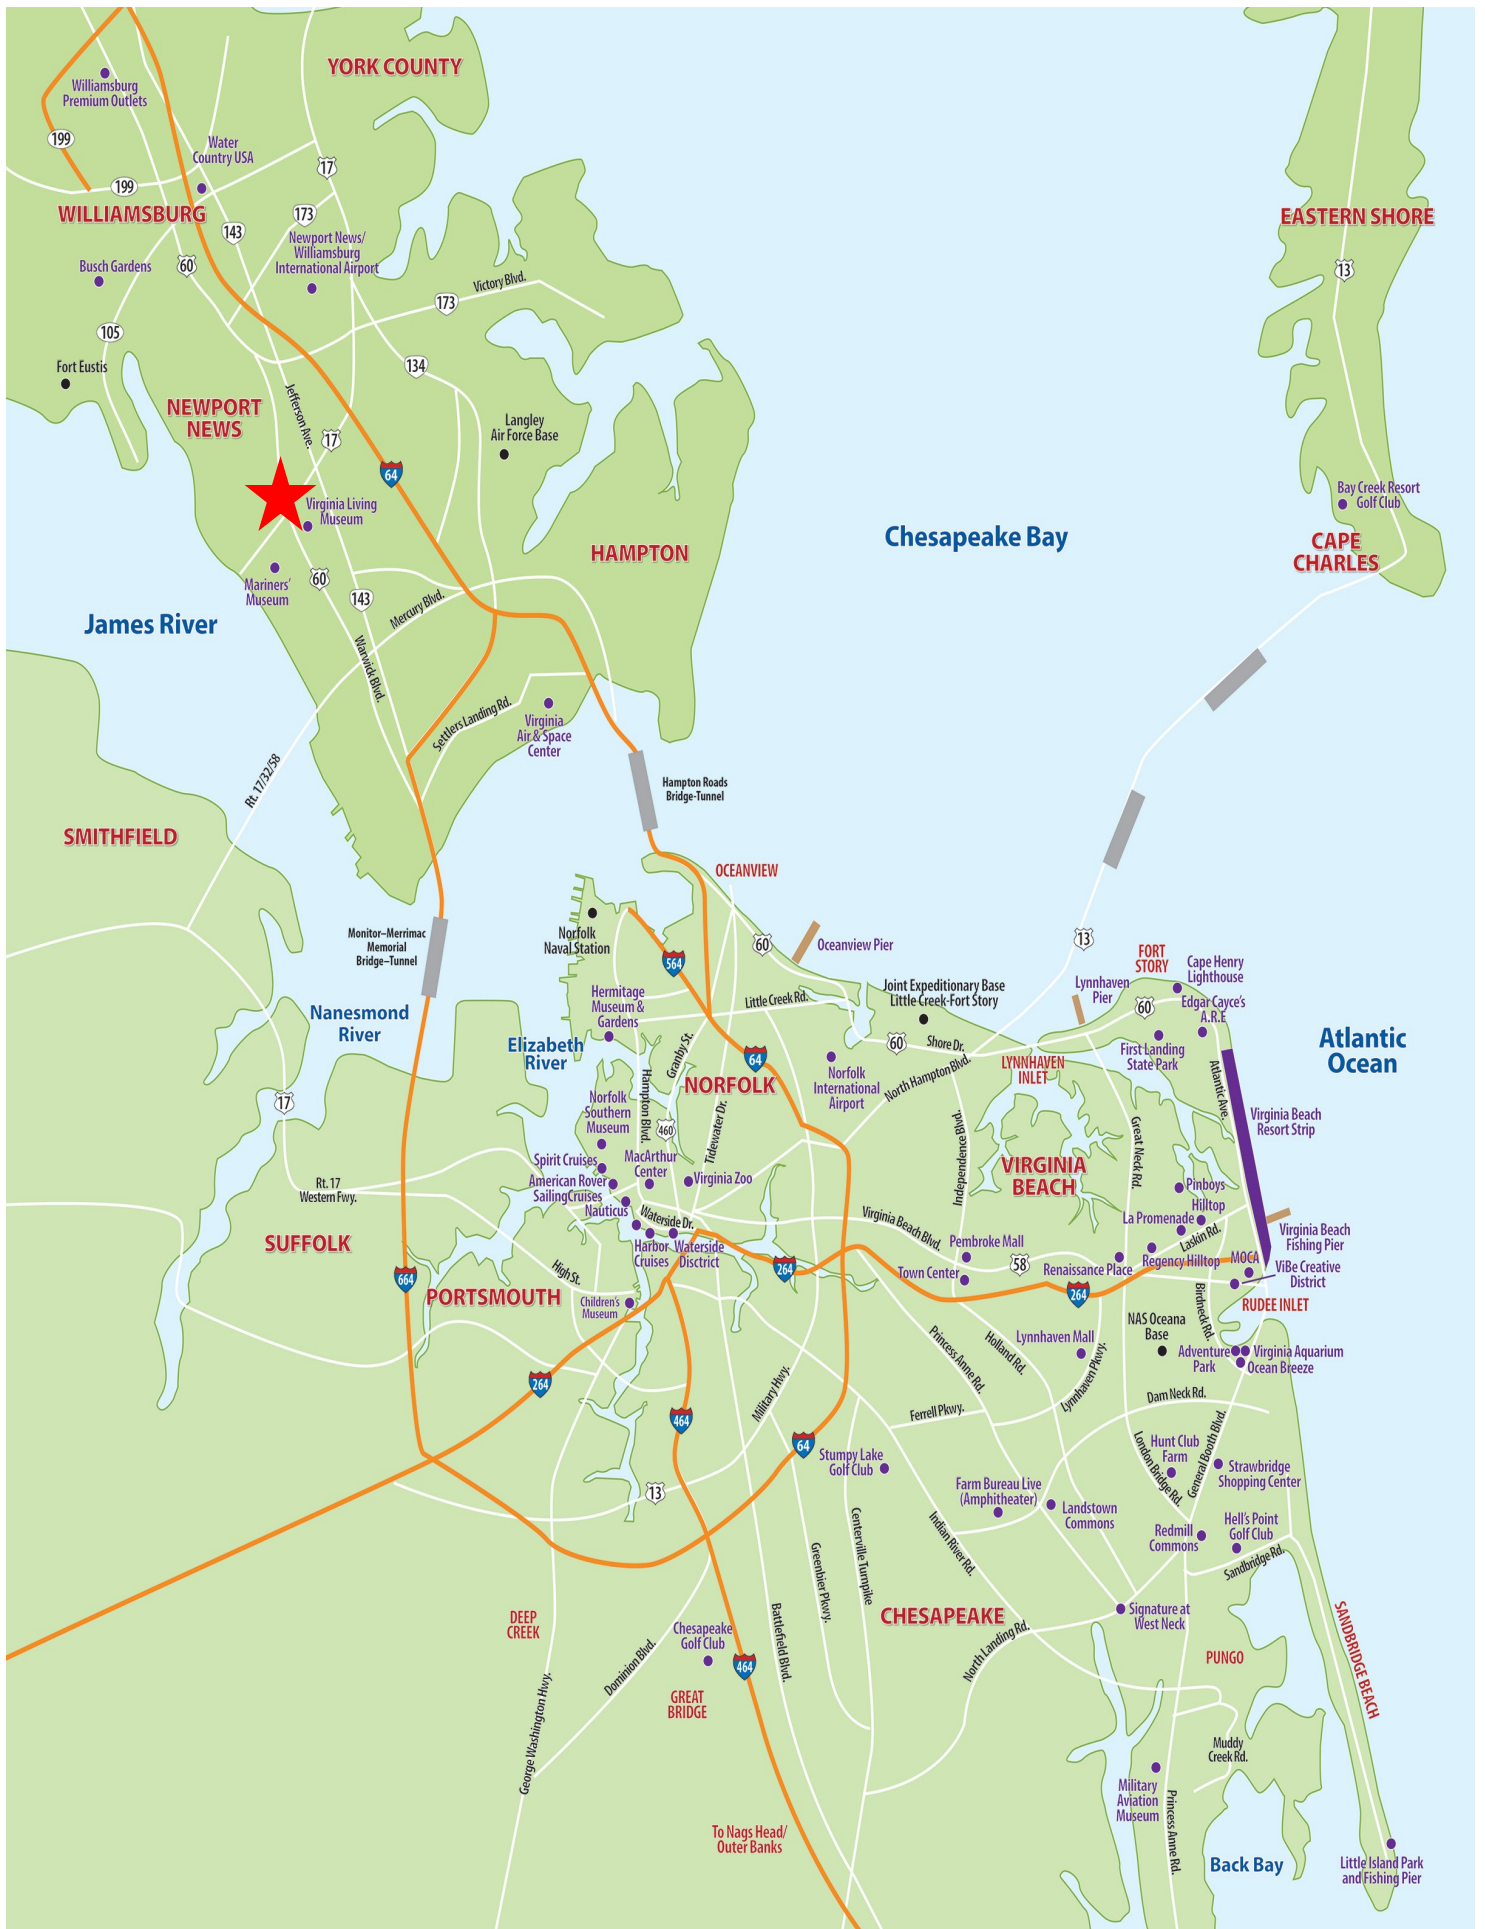 YORK COUNTY
Williamsburg
Premium Outlets
199
Water
Country USA
17
199
WILLIAMSBURG
173
143
Newport News/
Williamsburg
International Airport
60
Busch Gardens
Victory Blvd.
173
105
134
Fort Eustis
EASTERN SHORE
13
NEWPORT
NEWS
Jefferson Ave.
17
Langley
Air Force Base
64
Virginia Living
Museum
Bay Creek Resort
Golf Club
Chesapeake Bay
HAMPTON
CAPE
CHARLES
Mariners'
Museum
60
143
Mercury Blvd.
James River
Warwick Blvd.
Settlers Landing Rd.
Virginia
Air & Space
Center
Rt. 17/32/58
Hampton Roads
Bridge-Tunnel
SMITHFIELD
OCEANVIEW
Monitor–Merrimac
Memorial
Bridge–Tunnel
Norfolk
Naval Station
564
60
Oceanview Pier
13
FORT
STORY
Cape Henry
Lighthouse
Lynnhaven
Pier
Edgar Cayce's
A.R.E
60
Hermitage
Museum &
Gardens
Little Creek Rd.
Joint Expeditionary Base
Little Creek-Fort Story
Nanesmond
River
Elizabeth
River
Granby St.
64
60
Shore Dr.
First Landing
State Park
Atlantic
Ocean
LYNNHAVEN
INLET
NORFOLK
Norfolk
International
Airport
North Hampton Blvd.
Atlantic Ave.
17
Norfolk
Southern
Museum
Hampton Blvd.
460
Tidewater Dr.
Independence Blvd.
Great Neck Rd.
Virginia Beach
Resort Strip
Spirit Cruises
MacArthur
Center
Virginia Zoo
VIRGINIA
BEACH
American Rover
SailingCruises
Rt. 17
Western Fwy.
Nauticus
Pinboys
Hilltop
La Promenade
Waterside Dr.
Virginia Beach Blvd.
Laskin Rd.
Virginia Beach
Fishing Pier
SUFFOLK
Harbor
Cruises
Waterside
Disctrict
Pembroke Mall
58
Renaissance Place
Regency Hilltop
MOCA
ViBe Creative
District
664
High St.
264
Town Center
264
PORTSMOUTH
Children's
Museum
Birdneck Rd.
RUDEE INLET
NAS Oceana
Base
Lynnhaven Mall
Princess Anne Rd.
Holland Rd.
Adventure
Park
Virginia Aquarium
Ocean Breeze
264
Military Hwy.
Lynnhaven Pkwy.
Dam Neck Rd.
464
Ferrell Pkwy.
64
Stumpy Lake
Golf Club
London Bridge Rd.
Hunt Club
Farm
General Booth Blvd.
Strawbridge
Shopping Center
13
Farm Bureau Live
(Amphitheater)
Landstown
Commons
Centerville Turnpike
Indian River Rd.
Redmill
Commons
Hell's Point
Golf Club
Sandbridge Rd.
Greenbier Pkwy.
DEEP
CREEK
Chesapeake
Golf Club
Battlefield Blvd.
CHESAPEAKE
Signature at
West Neck
SANDBRIDGE BEACH
Dominion Blvd.
464
North Landing Rd.
PUNGO
GREAT
BRIDGE
George Washington Hwy.
Muddy
Creek Rd.
Military
Aviation
Museum
Princess Anne Rd.
To Nags Head/
Outer Banks
Back Bay
Little Island Park
and Fishing Pier